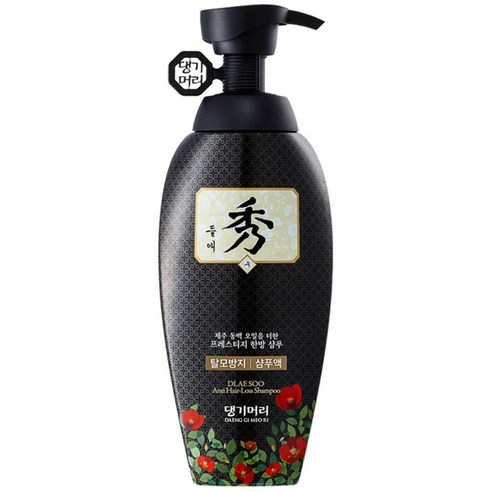 댕기
머리
秀
들애
수
제주 동백 오일을 더한
프레스티지 한방 샴푸
탈모방지 | 샴푸액
DLAE SOO
Anti Hair-Loss Shampoo
댕기머리
DAENG GI MEO RI